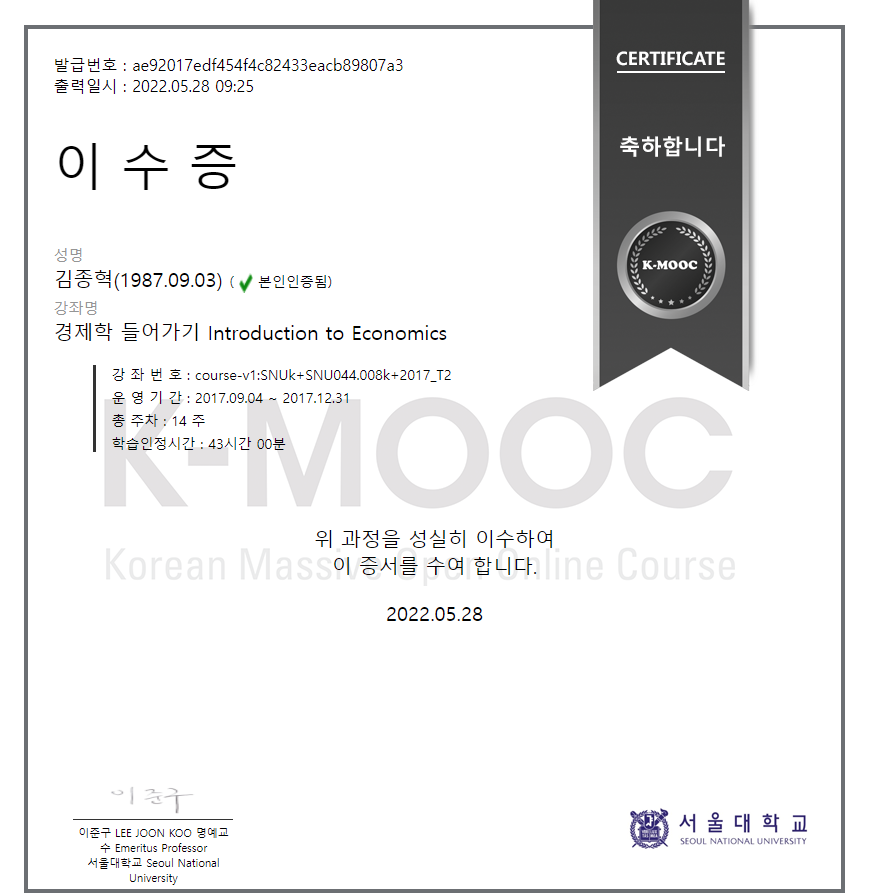 발급번호 : ae92017edf454f4c82433eacb89807a3
출력일시 : 2022.05.28 09:25
CERTIFICATE
축하합니다
K-MOOC
이 수 증
성명
김종혁(1987.09.03) ( 본인인증됨)
강좌명
경제학 들어가기 Introduction to Economics
강 좌 번 호 : course-v1:SNUk+SNU044.008k+2017_T2
운 영 기 간 : 2017.09.04 ~ 2017.12.31
총 주차 : 14 주
학습인정시간 : 43시간 00분
K-MOOC
Korean Massive Open Online Course
위 과정을 성실히 이수하여
이 증서를 수여 합니다.
2022.05.28
이준구
이준구 LEE JOON KOO 명예교
수 Emeritus Professor
서울대학교 Seoul National
University
서울대학교
SEOUL NATIONAL UNIVERSITY